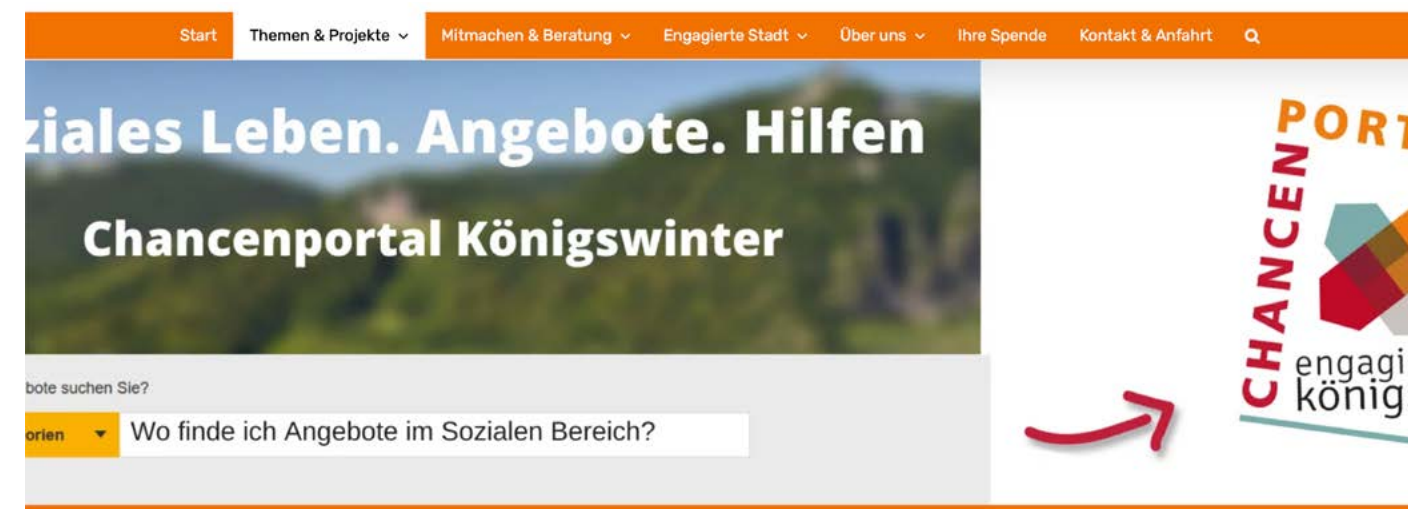 Start Themen & Projekte Mitmachen & Beratung Engagierte Stadt Über uns Ihre Spende Kontakt & Anfahrt
ziales Leben. Angebote. Hilfen
Chancenportal Königswinter
bote suchen Sie?
orien Wo finde ich Angebote im Sozialen Bereich?
CHANCEN
PORT
engagi
königs